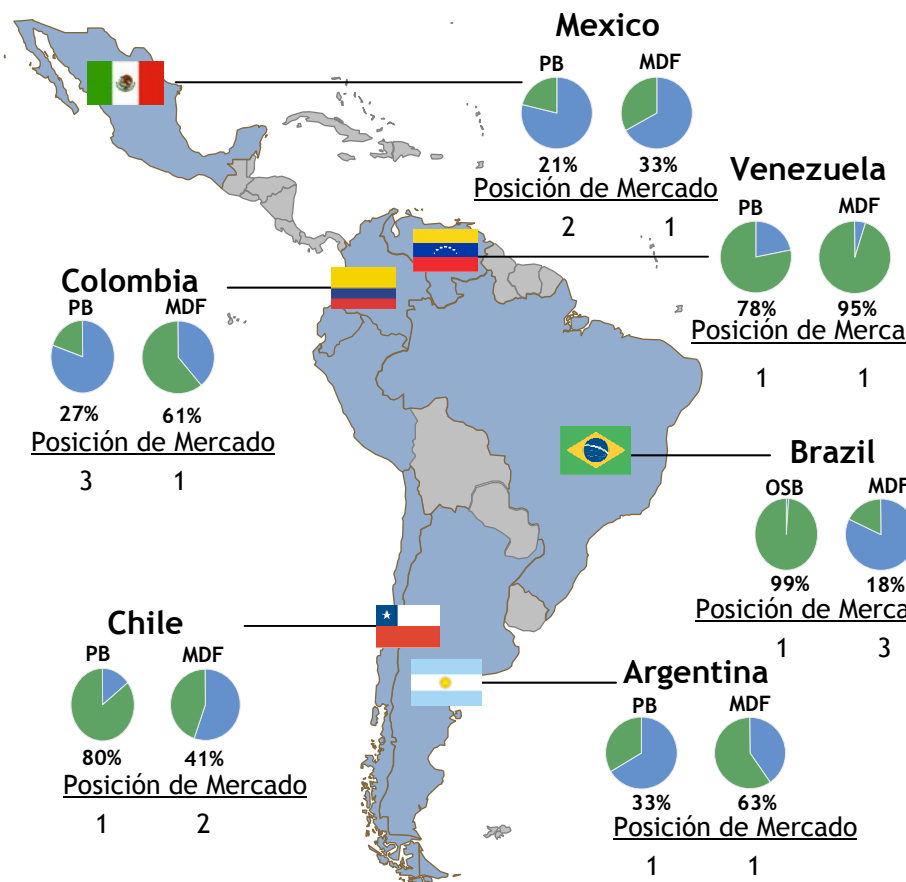 Mexico
PB MDF
21% 33%
Posición de Mercado
2 1
Venezuela
PB MDF
78% 95%
Posición de Merca
1 1
Colombia
PB MDF
27% 61%
Posición de Mercado
3 1
Brazil
OSB MDF
99% 18%
Posición de Merca
1 3
Chile
PB MDF
80% 41%
Posición de Mercado
1 2
Argentina
PB MDF
33% 63%
Posición de Mercado
1 1